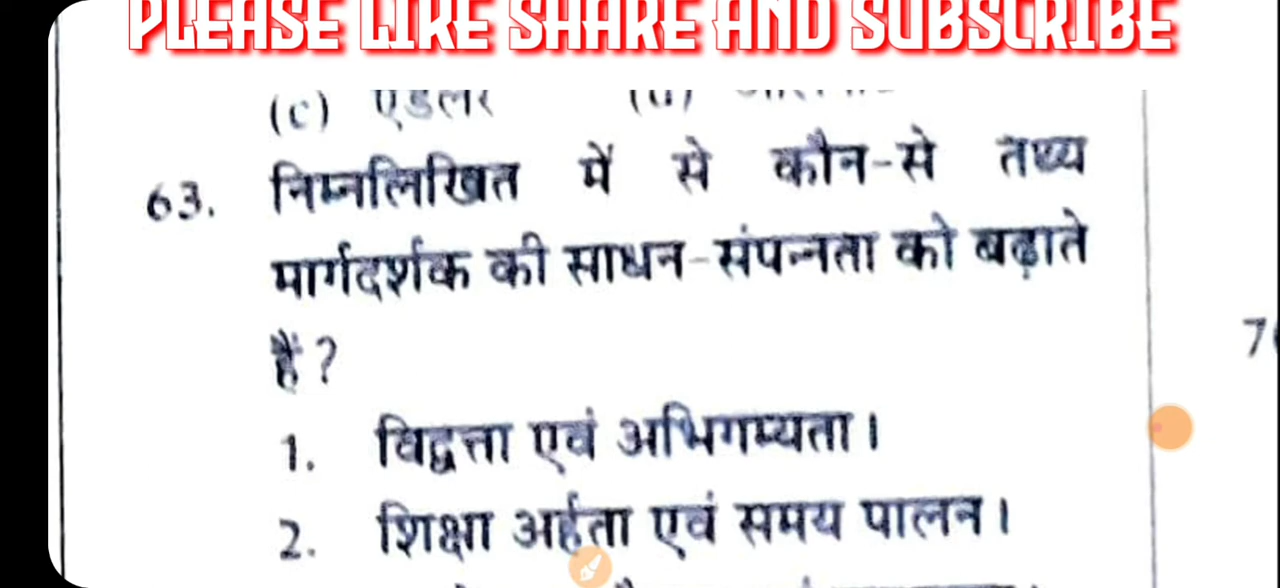 PLEASE LIKE SHARE AND SUBSCRIBE
(c) एडलर
63. निम्नलिखित में से कौन-से तथ्य
मार्गदर्शक की साधन-संपन्नता को बढ़ाते
हैं ?
7
1. विद्वत्ता एवं अभिगम्यता ।
2. शिक्षा अर्हता एवं समय पालन ।